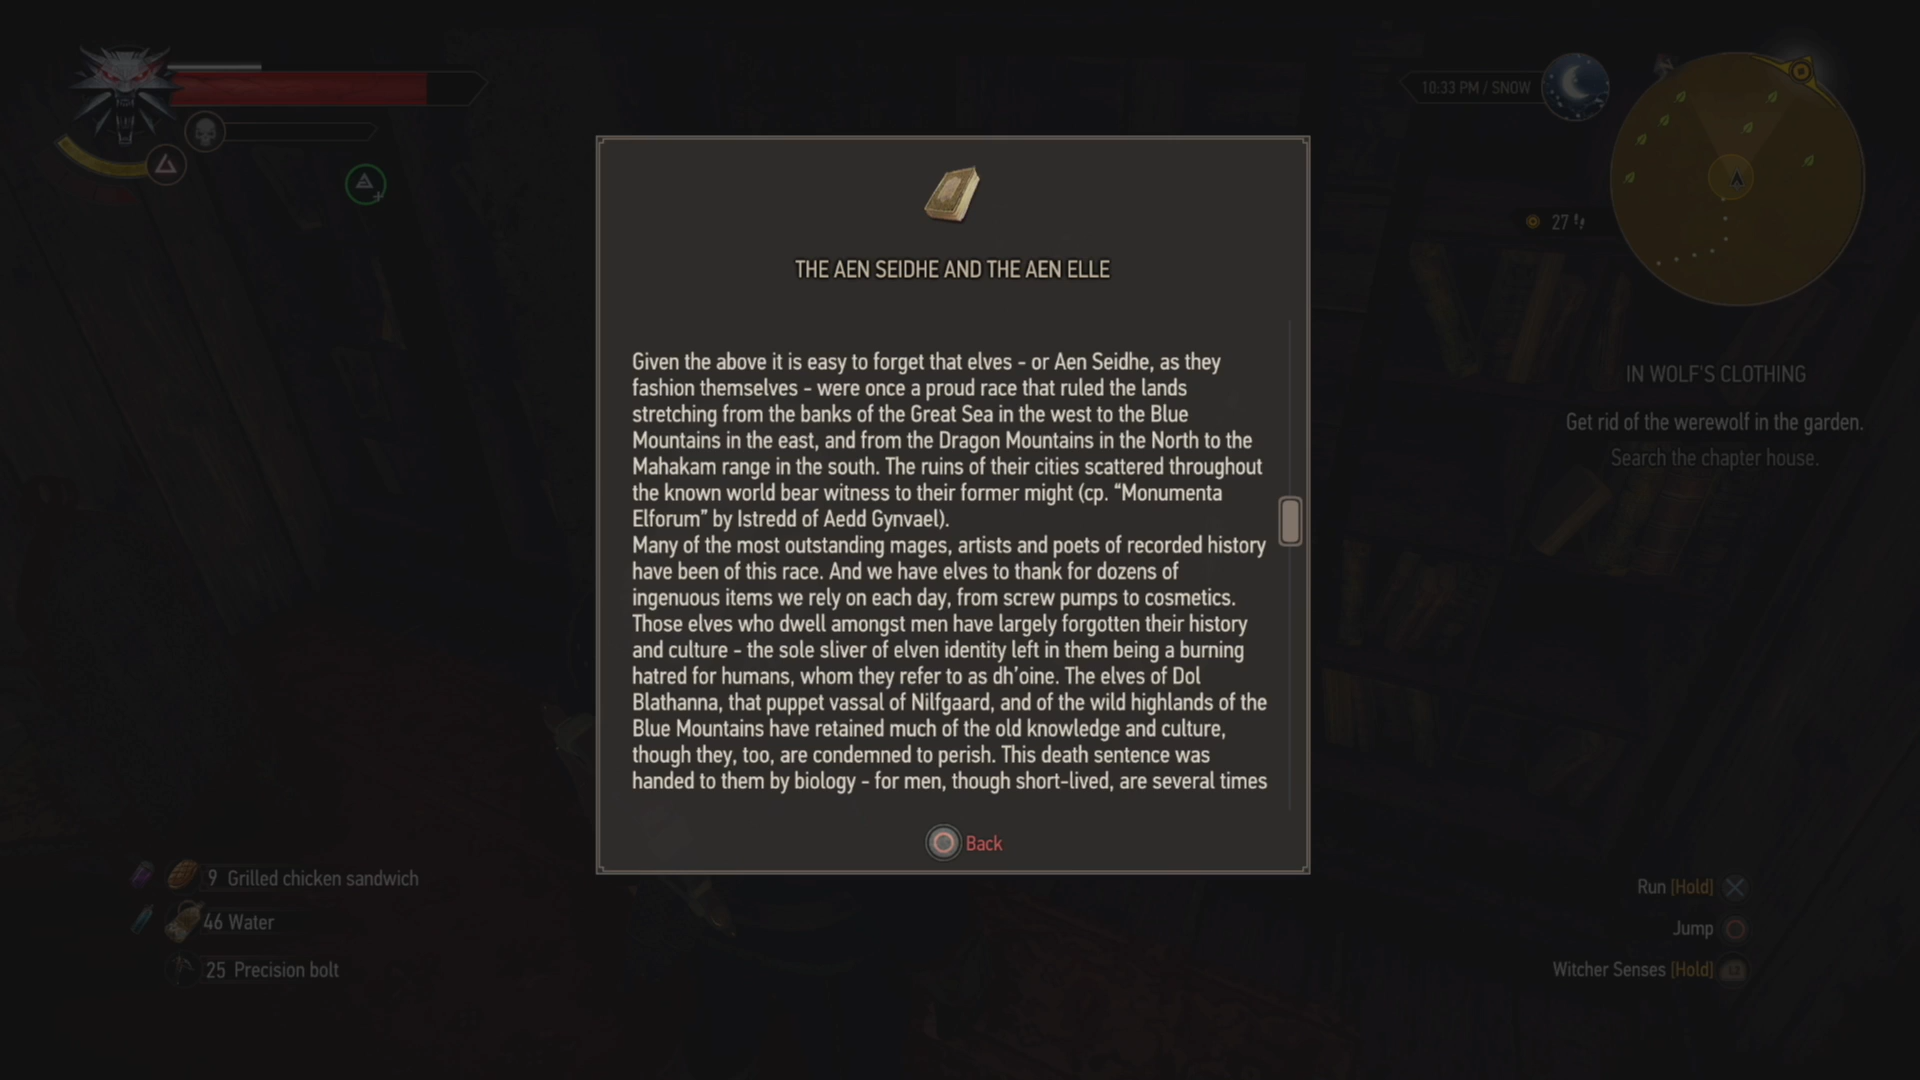 10:33 PM / SNOW
27
THE AEN SEIDHE AND THE AEN ELLE
Given the above it is easy to forget that elves - or Aen Seidhe, as they
fashion themselves - were once a proud race that ruled the lands
stretching from the banks of the Great Sea in the west to the Blue
Mountains in the east, and from the Dragon Mountains in the North to the
Mahakam range in the south. The ruins of their cities scattered throughout
the known world bear witness to their former might (cp. “Monumenta
Elforum” by Istredd of Aedd Gynvael).
Many of the most outstanding mages, artists and poets of recorded history
have been of this race. And we have elves to thank for dozens of
ingenuous items we rely on each day, from screw pumps to cosmetics.
Those elves who dwell amongst men have largely forgotten their history
and culture - the sole sliver of elven identity left in them being a burning
hatred for humans, whom they refer to as dh'oine. The elves of Dol
Blathanna, that puppet vassal of Nilfgaard, and of the wild highlands of the
Blue Mountains have retained much of the old knowledge and culture,
though they, too, are condemned to perish. This death sentence was
handed to them by biology - for men, though short-lived, are several times
Back
IN WOLF'S CLOTHING
Get rid of the werewolf in the garden.
Search the chapter house.
9 Grilled chicken sandwich
46 Water
25 Precision bolt
Run [Hold]
Jump
Witcher Senses [Hold]